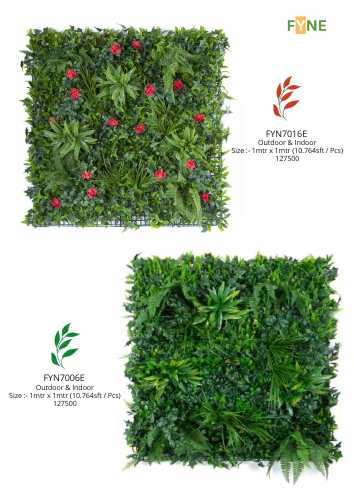 FYNE
FYN7016E
Outdoor & Indoor
Size :- 1mtr x 1mtr (10.764sft / Pcs)
127500
FYN7006E
Outdoor & Indoor
Size :- 1mtr x 1mtr (10.764sft / Pcs)
127500